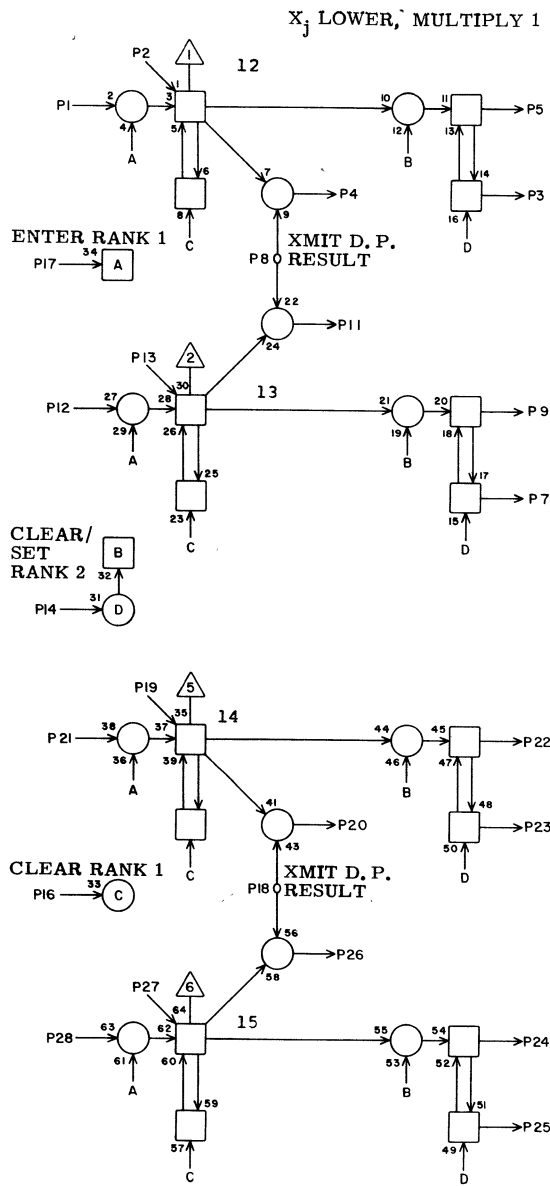 Xj LOWER, MULTIPLY 1
P2 1 12
1
P1 2 3 10 11 P5
4 5 12 13
A 6 7 B 14
P4 P3
8 9 16
C D
ENTER RANK 1
XMIT D. P.
34
P17 A P8 RESULT
22
P11
24
P13 2
30 13
P12 27 28 21 20 P9
29 26 19 18
A 25 B 17
P7
23 15
C D
CLEAR/
SET
RANK 2
B
32
31
P14 D
P19 5
35 14
P21 38 37 44 45 P22
36 39 46 47
A 41 B 48
P20 P23
43 50
C D
CLEAR RANK 1
XMIT D. P.
33
P16 C P18 RESULT
56
P26
58
P27 6
64 15
P28 63 62 55 54 P24
61 60 53 52
A 59 B 51
P25
57 49
C D